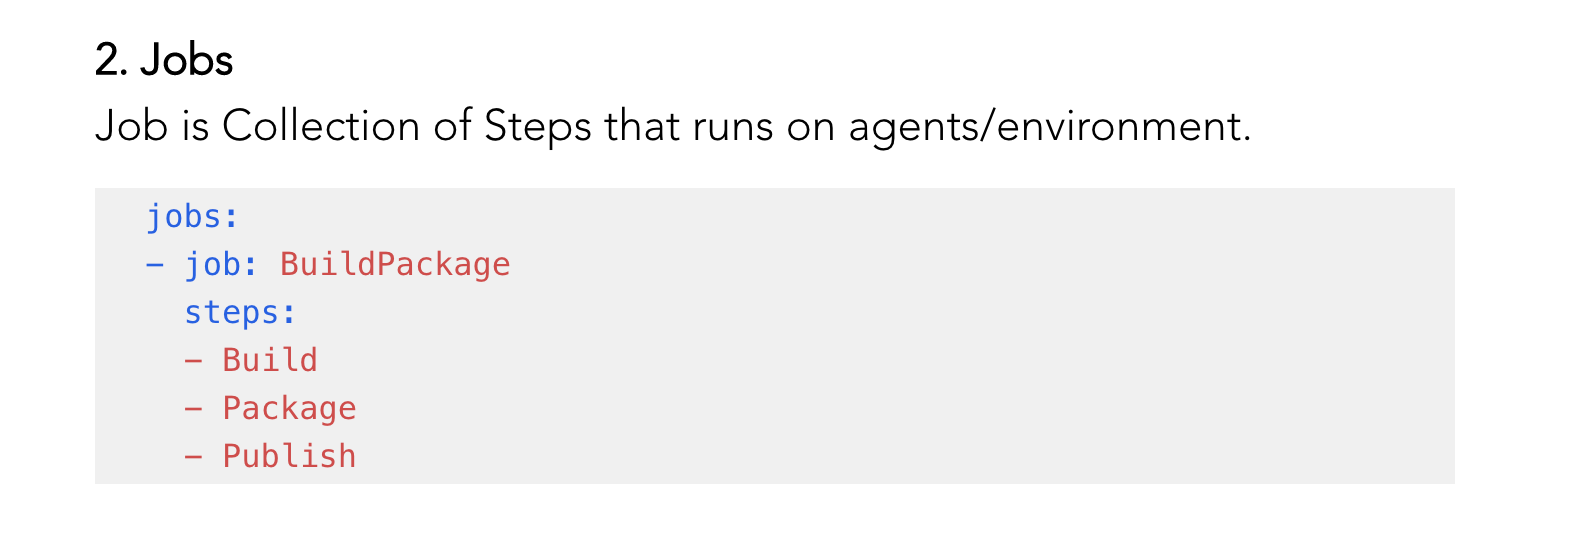 2. Jobs
Job is Collection of Steps that runs on agents/environment.
jobs:
- job: BuildPackage
  steps:
  - Build
  - Package
  - Publish